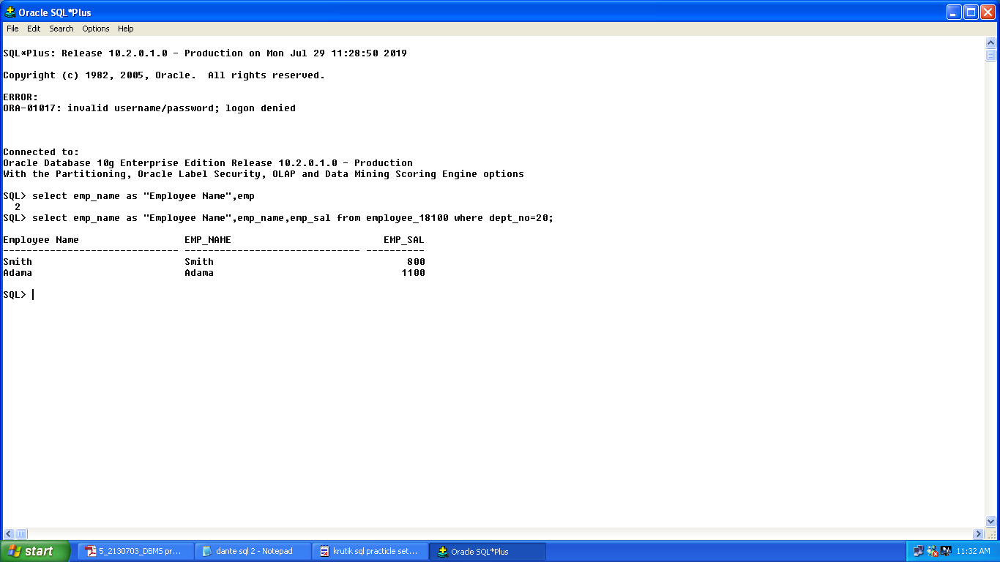 Oracle SQL*Plus
File Edit Search Options Help
SQL*Plus: Release 10.2.0.1.0 - Production on Mon Jul 29 11:28:50 2019
Copyright (c) 1982, 2005, Oracle.  All rights reserved.
ERROR:
ORA-01017: invalid username/password; logon denied
Connected to:
Oracle Database 10g Enterprise Edition Release 10.2.0.1.0 - Production
With the Partitioning, Oracle Label Security, OLAP and Data Mining Scoring Engine options
SQL> select emp_name as "Employee Name",emp
2
SQL> select emp_name as "Employee Name",emp_name,emp_sal from employee_18100 where dept_no=20;
Employee Name EMP_NAME EMP_SAL
------------------------------ ------------------------------ ----------
Smith Smith 800
Adama Adama 1100
SQL>
start 5_2130703_DBMS pr... dante sql 2 - Notepad krutik sql practicle set... Oracle SQL*Plus 11:32 AM